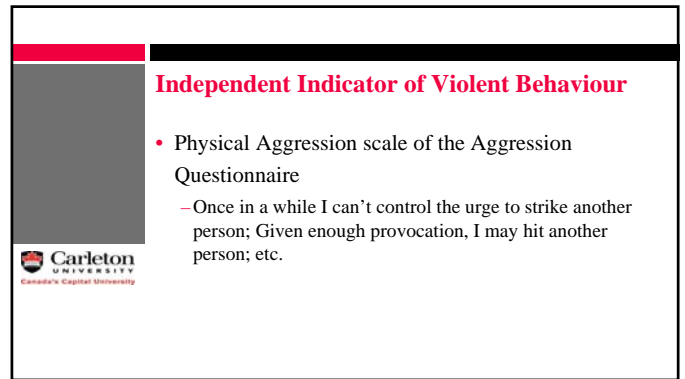 Independent Indicator of Violent Behaviour
• Physical Aggression scale of the Aggression
Questionnaire
–Once in a while I can’t control the urge to strike another
person; Given enough provocation, I may hit another
person; etc.
Carleton
UNIVERSITY
Canada's Capital University